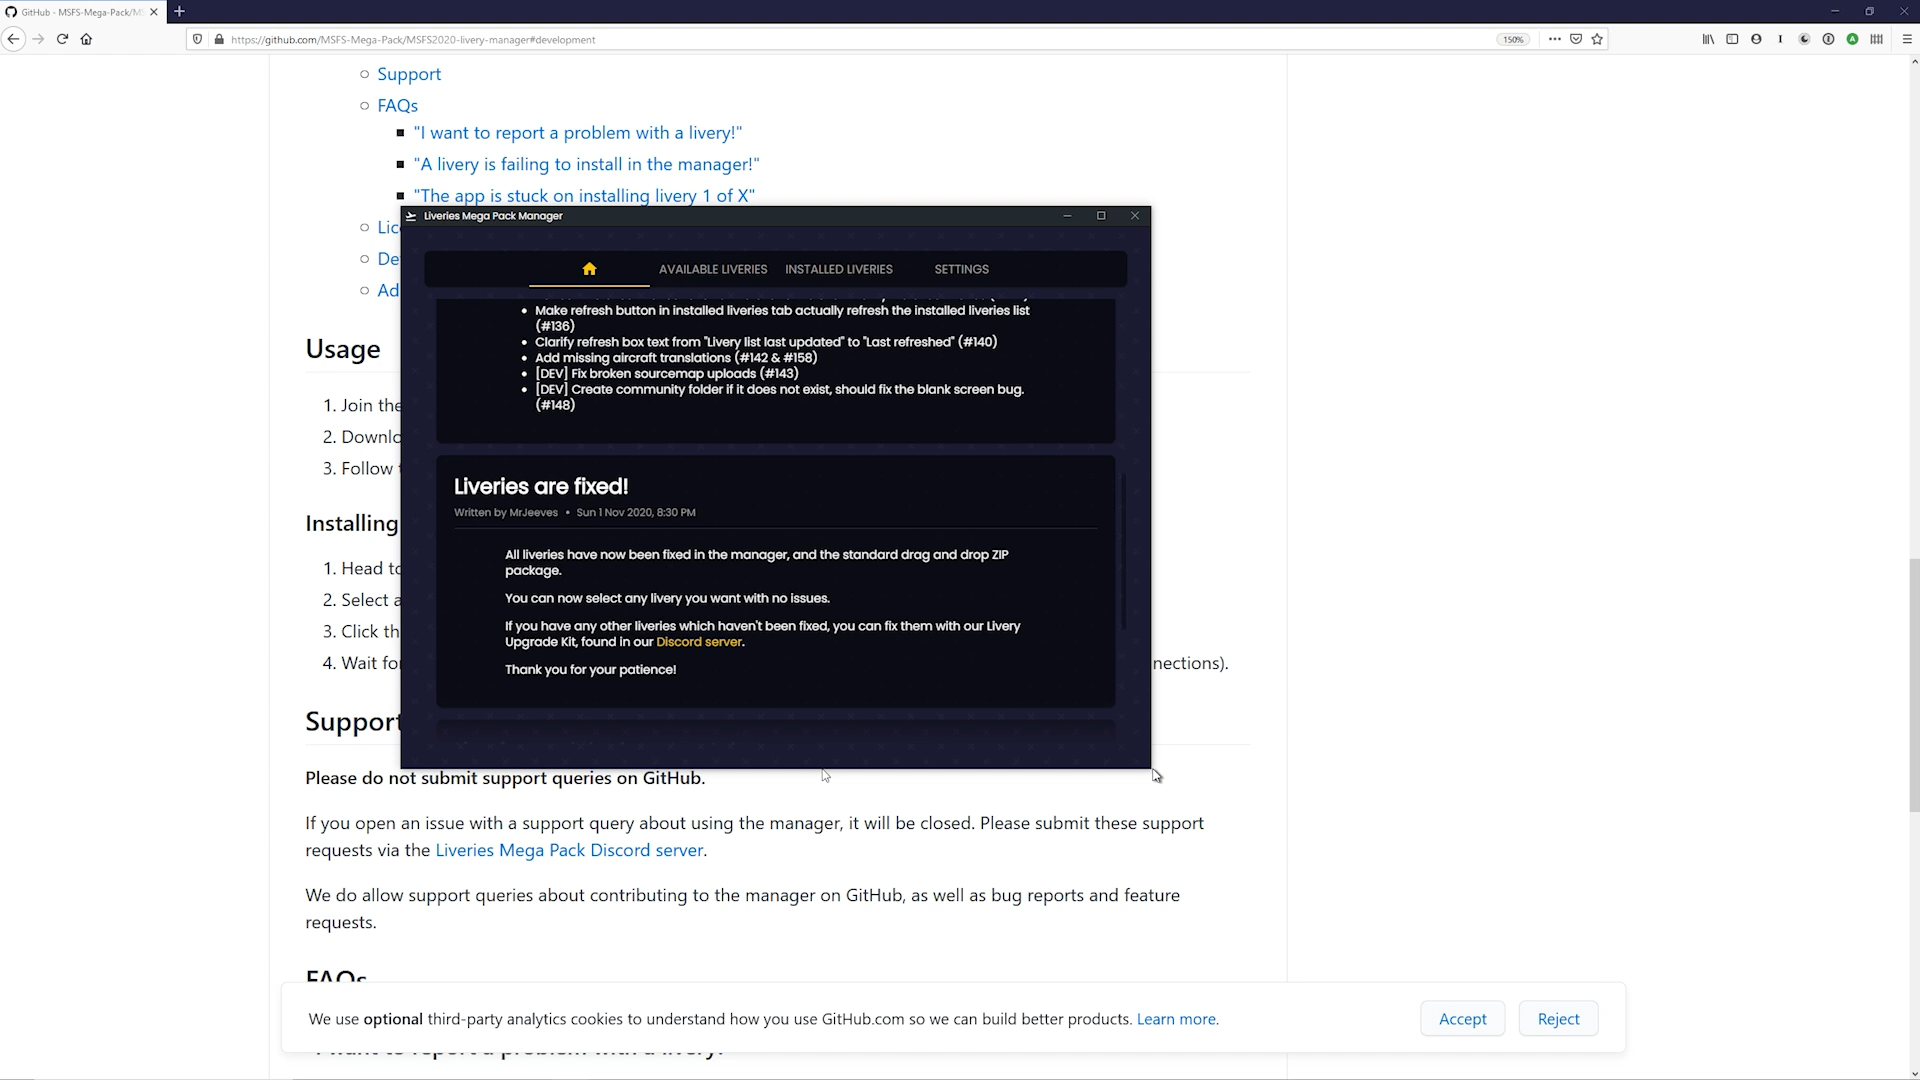 GitHub - MSFS-Mega-Pack/MS
https://github.com/MSFS-Mega-Pack/MSFS2020-livery-manager#development
150%
Support
FAQs
"I want to report a problem with a livery!"
"A livery is failing to install in the manager!"
"The app is stuck on installing livery 1 of X"
Lic
De
Ad
Usage
1. Join the
2. Downlo
3. Follow
Installing
1. Head to
2. Select a
3. Click th
4. Wait fo
nections).
Liveries Mega Pack Manager
AVAILABLE LIVERIES
INSTALLED LIVERIES
SETTINGS
Make refresh button in installed liveries tab actually refresh the installed liveries list
(#136)
Clarify refresh box text from "Livery list last updated" to "Last refreshed" (#140)
Add missing aircraft translations (#142 & #158)
[DEV] Fix broken sourcemap uploads (#143)
[DEV] Create community folder if it does not exist, should fix the blank screen bug.
(#148)
Liveries are fixed!
Written by MrJeeves • Sun 1 Nov 2020, 8:30 PM
All liveries have now been fixed in the manager, and the standard drag and drop ZIP
package.
You can now select any livery you want with no issues.
If you have any other liveries which haven't been fixed, you can fix them with our Livery
Upgrade Kit, found in our Discord server.
Thank you for your patience!
Support
Please do not submit support queries on GitHub.
If you open an issue with a support query about using the manager, it will be closed. Please submit these support
requests via the Liveries Mega Pack Discord server.
We do allow support queries about contributing to the manager on GitHub, as well as bug reports and feature
requests.
FAQs
We use optional third-party analytics cookies to understand how you use GitHub.com so we can build better products. Learn more.
Accept
Reject
"I want to report a problem with a livery!"